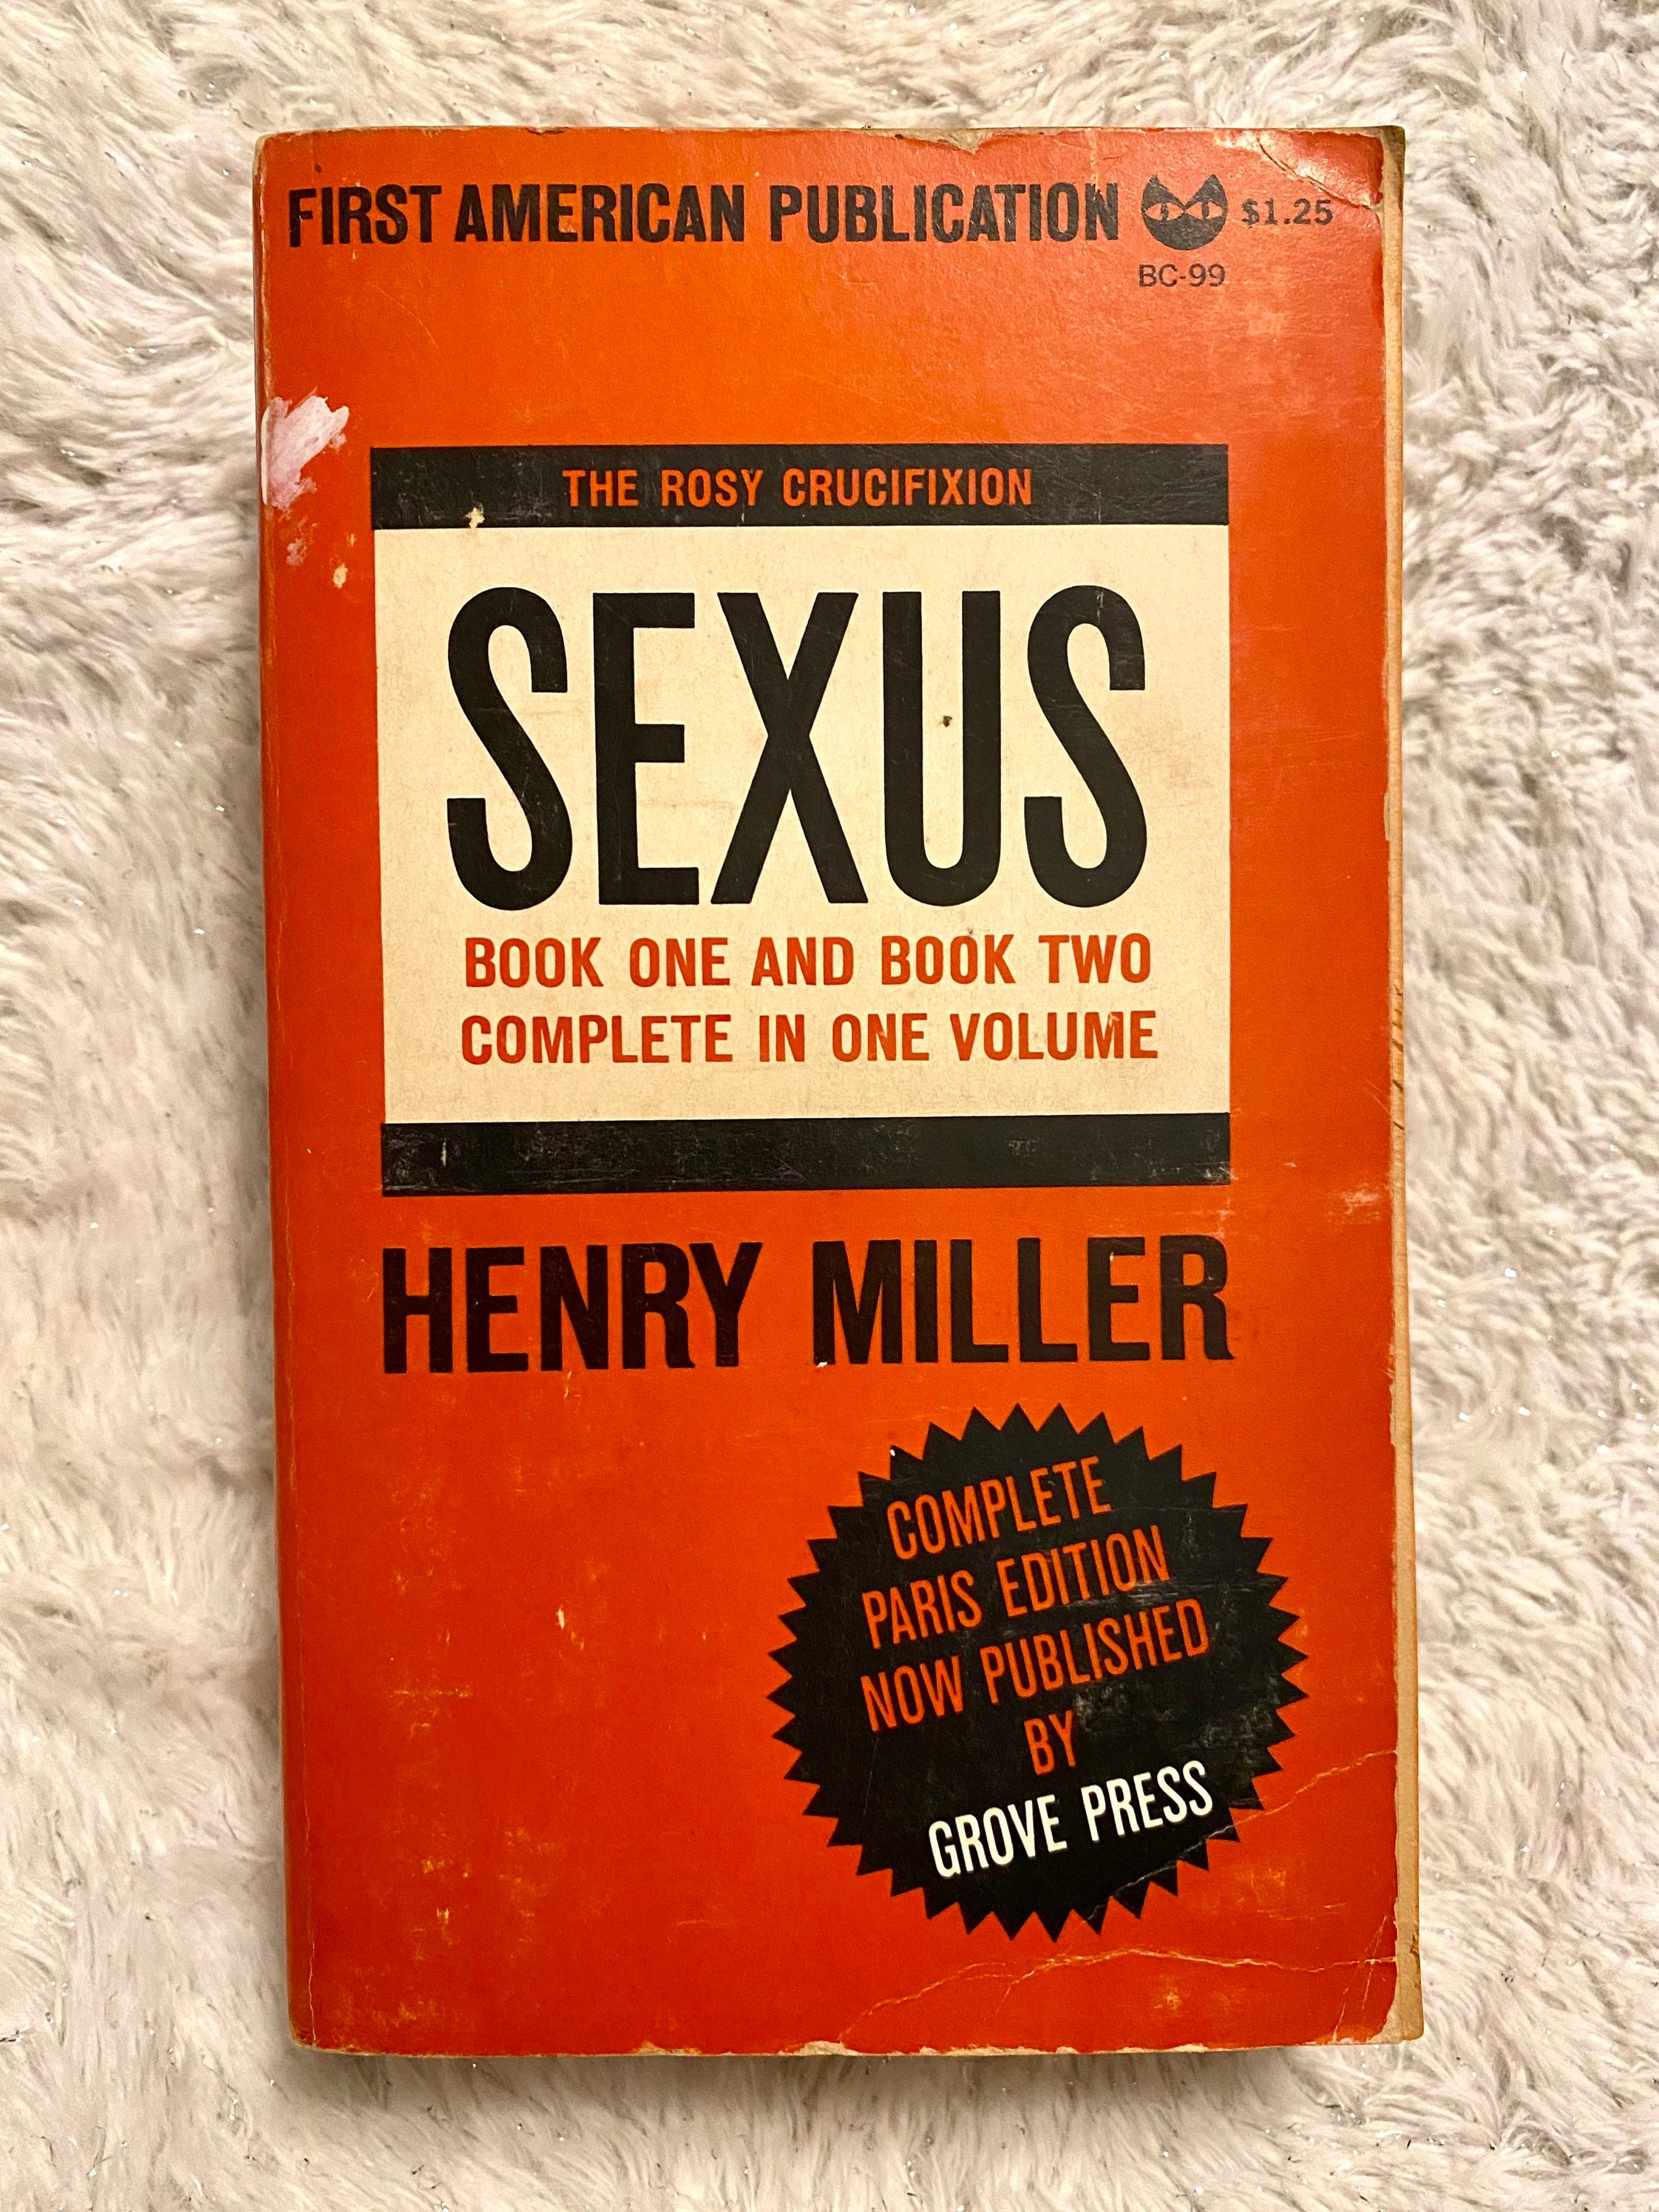 FIRST AMERICAN PUBLICATION $1.25
BC-99
THE ROSY CRUCIFIXION
SEXUS
BOOK ONE AND BOOK TWO
COMPLETE IN ONE VOLUME
HENRY MILLER
COMPLETE
PARIS EDITION
NOW PUBLISHED
BY
GROVE PRESS